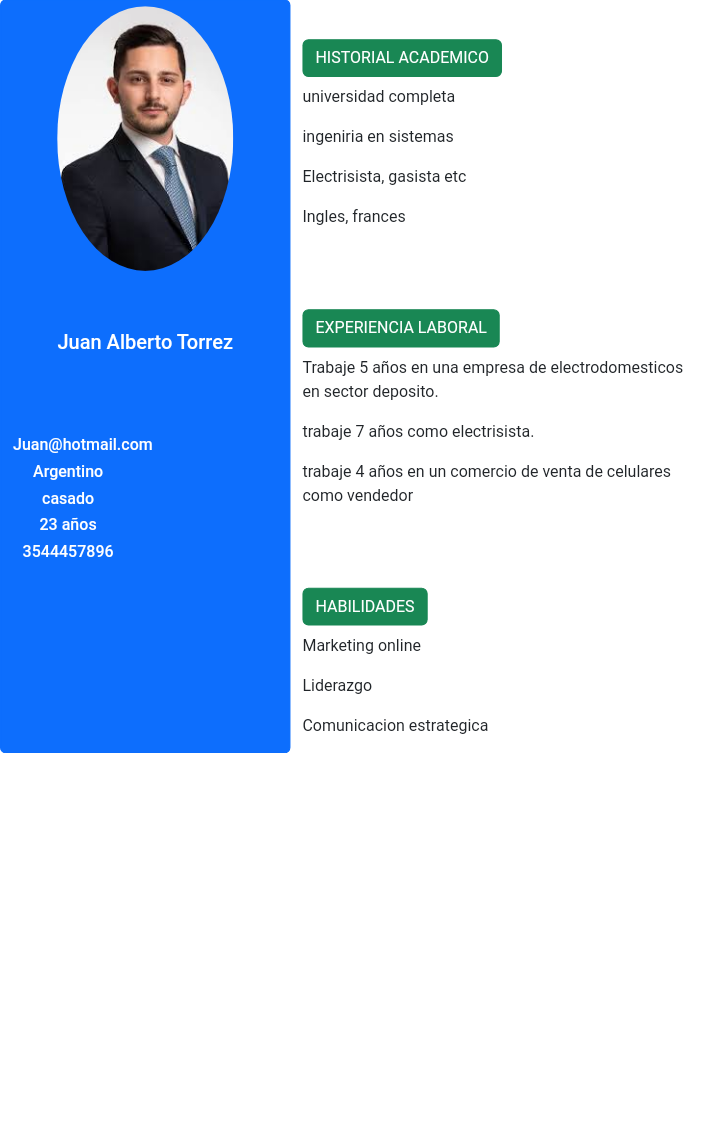 Juan Alberto Torrez
Juan@hotmail.com
Argentino
casado
23 años
3544457896
HISTORIAL ACADEMICO
universidad completa
ingeniria en sistemas
Electrisista, gasista etc
Ingles, frances
EXPERIENCIA LABORAL
Trabaje 5 años en una empresa de electrodomesticos
en sector deposito.
trabaje 7 años como electrisista.
trabaje 4 años en un comercio de venta de celulares
como vendedor
HABILIDADES
Marketing online
Liderazgo
Comunicacion estrategica